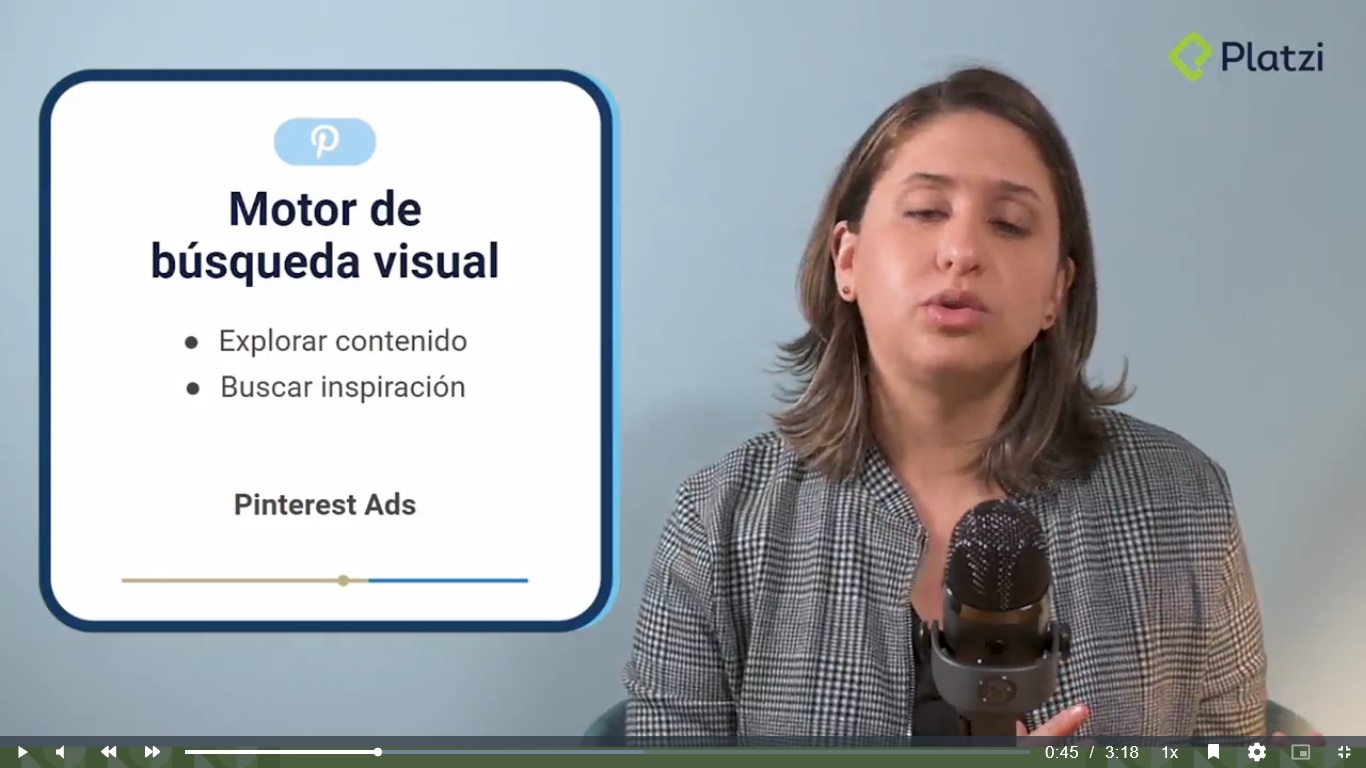 Platzi
Motor de
búsqueda visual
● Explorar contenido
● Buscar inspiración
Pinterest Ads
0:45 / 3:18 1x